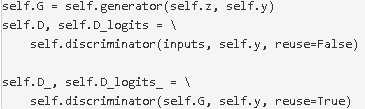 self.G = self.generator(self.z, self.y)
self.D, self.D_logits = \
self.discriminator(inputs, self.y, reuse=False)
self.D_, self.D_logits_ = \
self.discriminator(self.G, self.y, reuse=True)